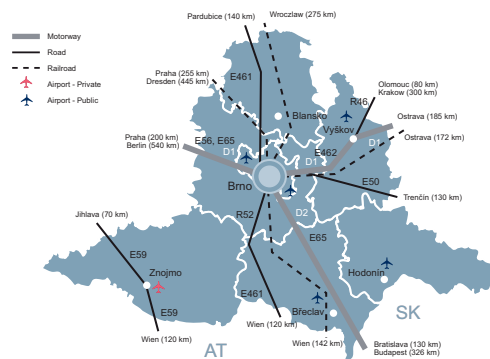 Motorway
Road
Railroad
Airport - Private
Airport - Public
Pardubice (140 km)
Wroclaw (275 km)
Praha (255 km)
Dresden (445 km)
E461
Olomouc (80 km)
Krakow (300 km)
R46
Blansko
Vyškov
Ostrava (185 km)
Praha (200 km)
Berlin (540 km)
E56, E65
D1
E462
D1
Ostrava (172 km)
D1
Brno
E50
Trenčín (130 km)
R52
D2
Jihlava (70 km)
E65
E59
Znojmo
Hodonín
E461
Břeclav
E59
Wien (120 km)
Wien (120 km)
Wien (142 km)
AT
SK
Bratislava (130 km)
Budapest (326 km)